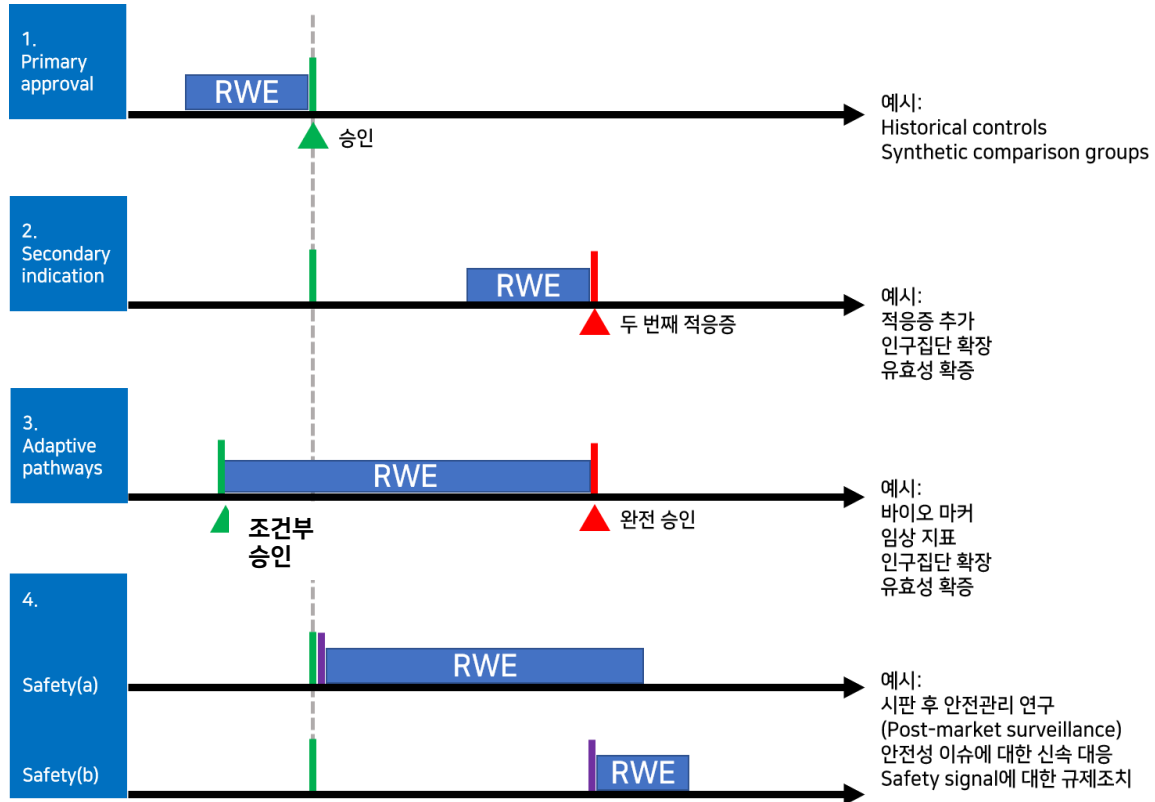 1.
Primary
approval
RWE
승인
예시:
Historical controls
Synthetic comparison groups
2.
Secondary
indication
RWE
두 번째 적응증
예시:
적응증 추가
인구집단 확장
유효성 확증
3.
Adaptive
pathways
RWE
조건부
승인
완전 승인
예시:
바이오 마커
임상 지표
인구집단 확장
유효성 확증
4.
Safety(a)
RWE
Safety(b)
RWE
예시:
시판 후 안전관리 연구
(Post-market surveillance)
안전성 이슈에 대한 신속 대응
Safety signal에 대한 규제조치